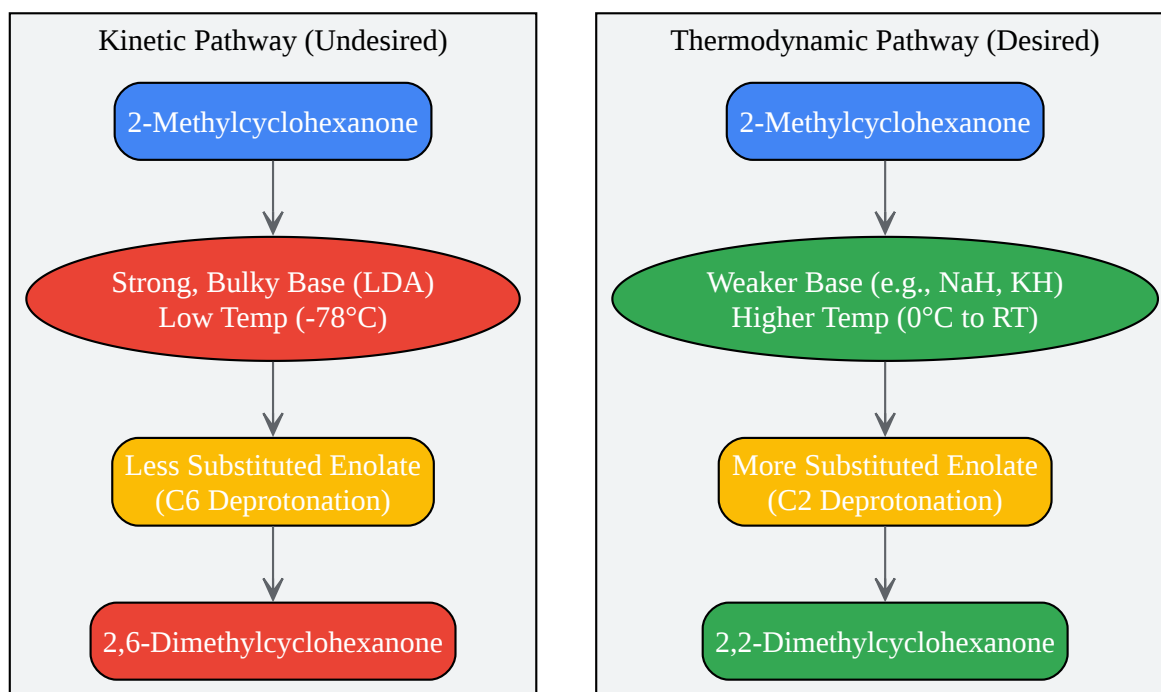 Kinetic Pathway (Undesired)
2-Methylcyclohexanone
Strong, Bulky Base (LDA)
Low Temp (-78°C)
Less Substituted Enolate
(C6 Deprotonation)
2,6-Dimethylcyclohexanone
Thermodynamic Pathway (Desired)
2-Methylcyclohexanone
Weaker Base (e.g., NaH, KH)
Higher Temp (0°C to RT)
More Substituted Enolate
(C2 Deprotonation)
2,2-Dimethylcyclohexanone